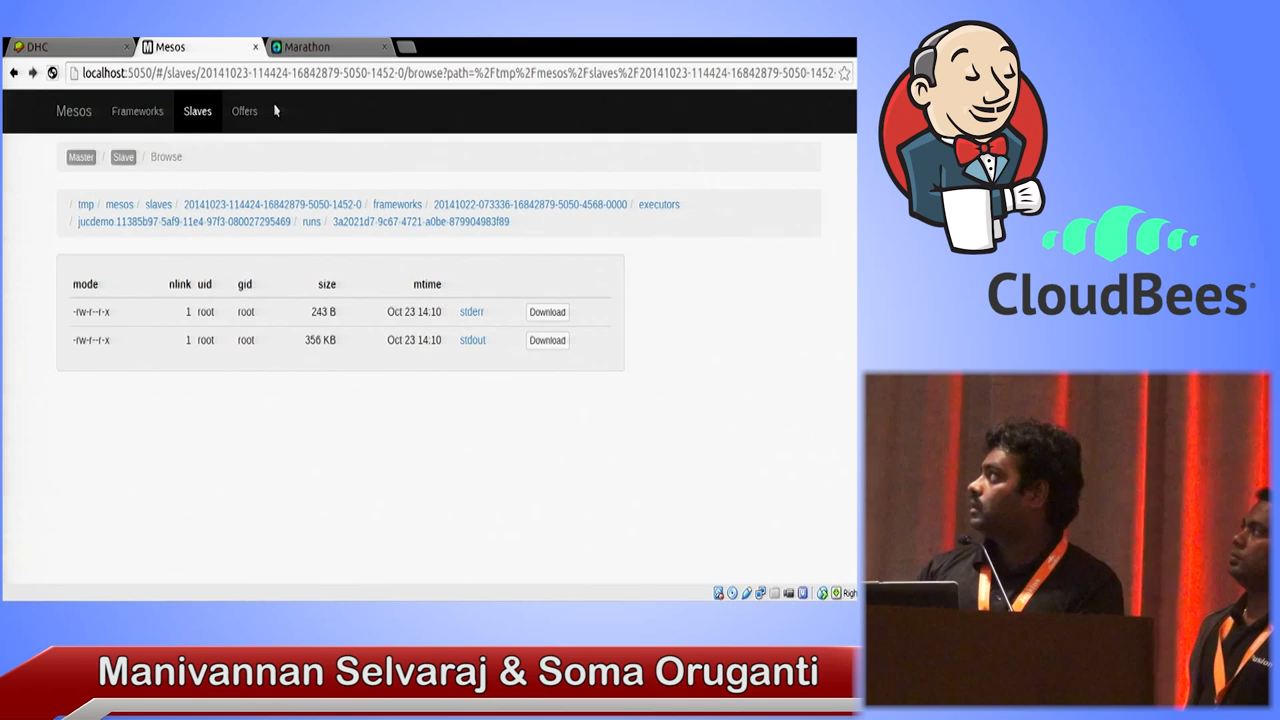 DHC
Mesos
Marathon
localhost:5050/#/slaves/20141023-114424-16842879-5050-1452-0/browse?path=%2Ftmp%2Fmesos%2Fslaves%2F20141023-114424-16842879-5050-1452-
Mesos Frameworks Slaves Offers
Master / Slave / Browse
/ tmp / mesos / slaves / 20141023-114424-16842879-5050-1452-0 / frameworks / 20141022-073336-16842879-5050-4568-0000 / executors
/ jucdemo.11385b97-5af9-11e4-97f3-080027295469 / runs / 3a2021d7-9c67-4721-a0be-879904983f89
mode nlink uid gid size mtime
-rw-r--r-x 1 root root 243 B Oct 23 14:10 stderr Download
-rw-r--r-x 1 root root 356 KB Oct 23 14:10 stdout Download
Righ
CloudBees
Manivannan Selvaraj & Soma Oruganti